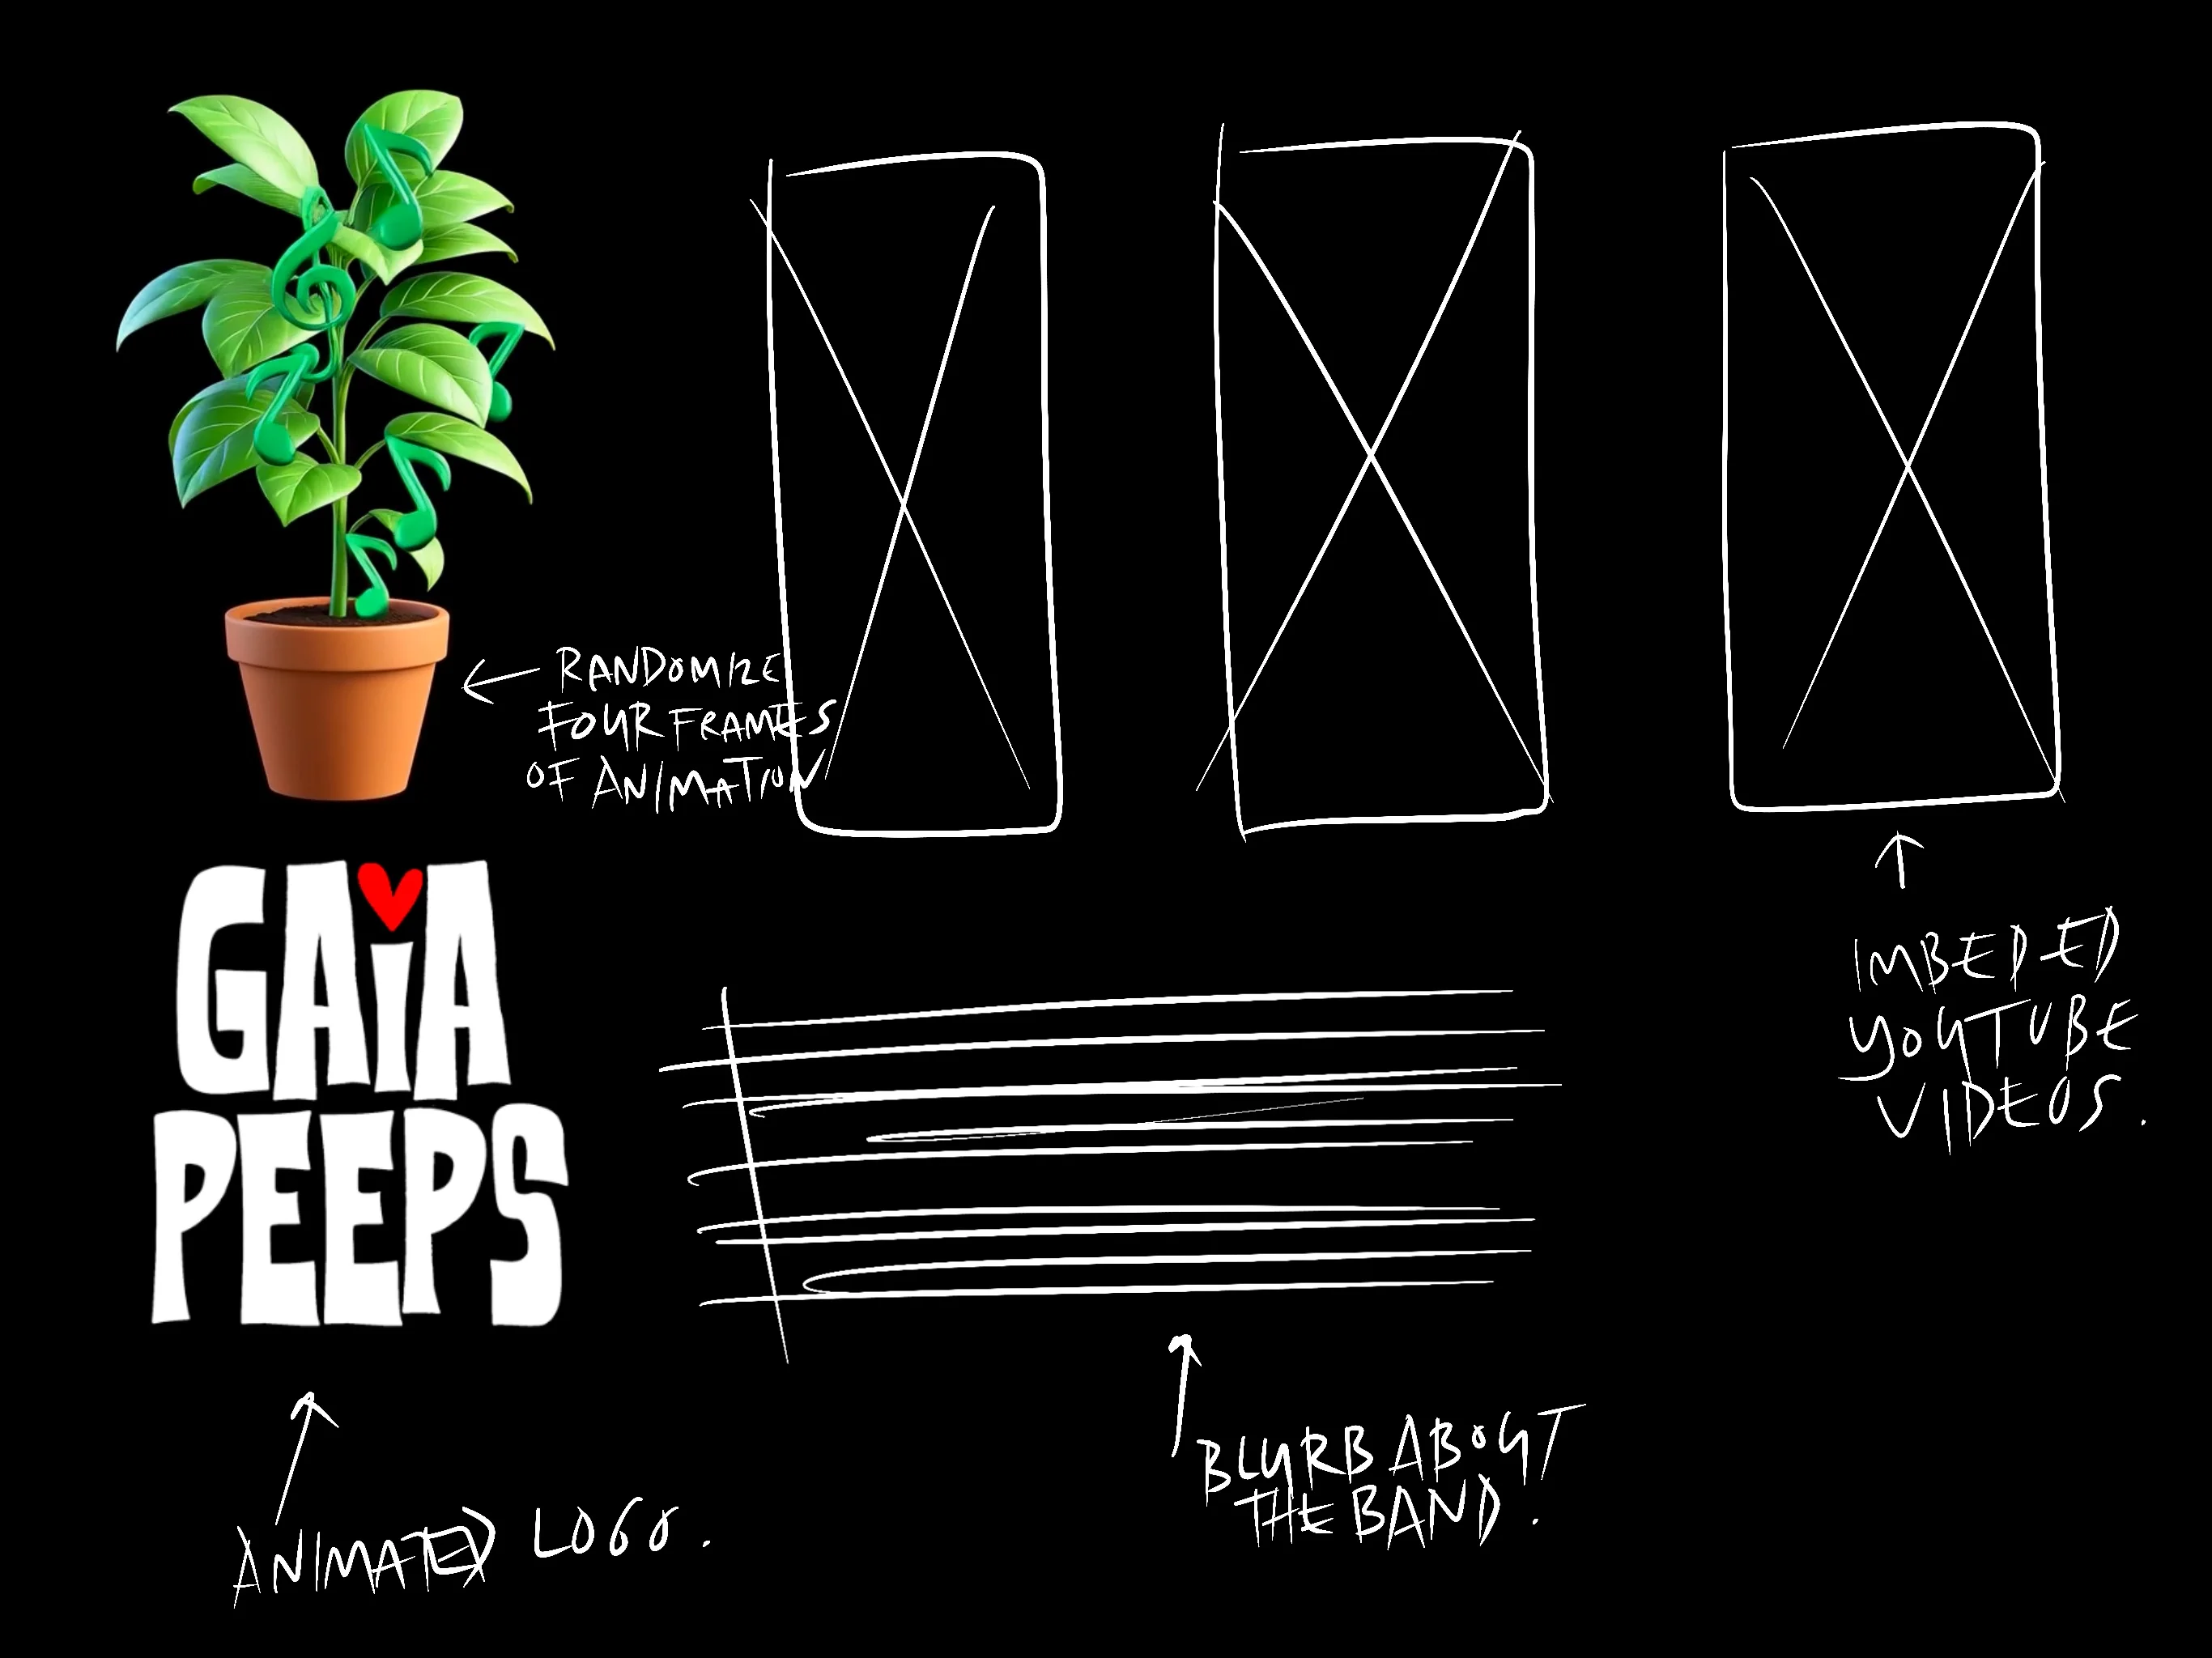 ← RANDOMIZE
FOUR FRAMES
OF ANIMATION
GAiA
PEEPS
IMBEDED
YOUTUBE
VIDEOS.
BLURB ABOUT
THE BAND.
ANIMATED LOGO.